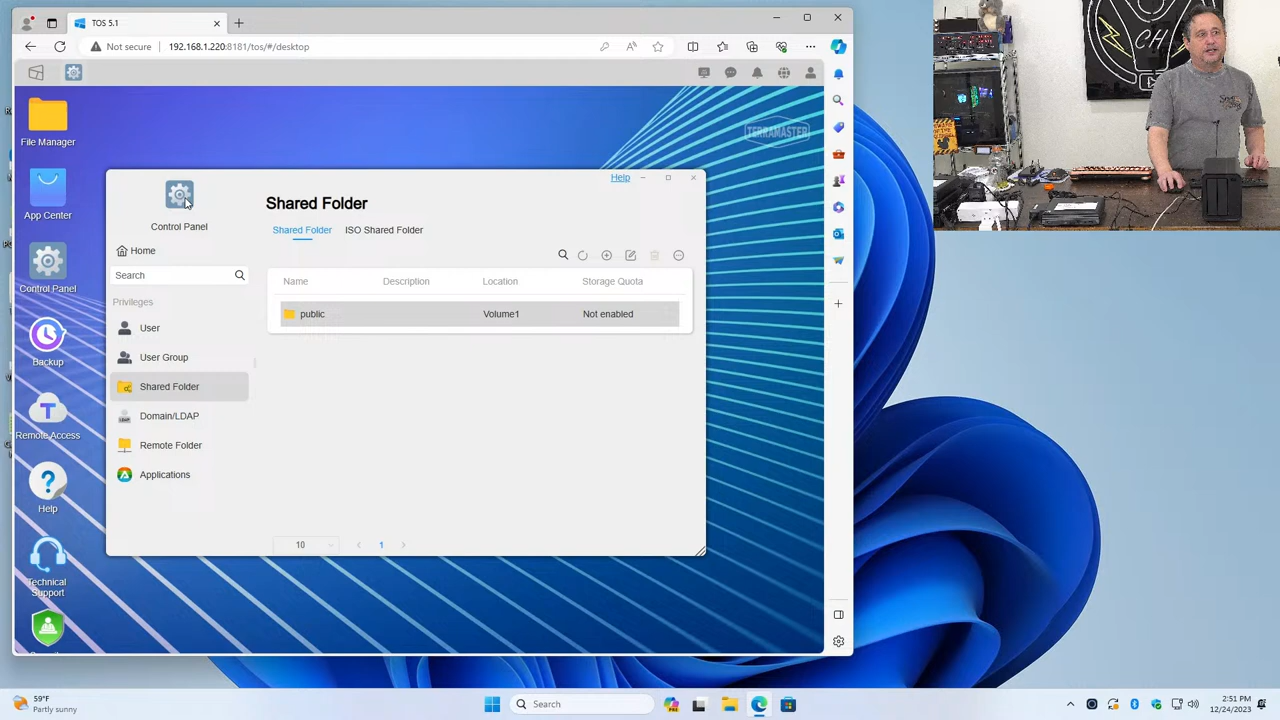 TOS 5.1
Not secure
192.168.1.220:8181/tos/#/desktop
CHI
File Manager
App Center
Control Panel
Backup
Remote Access
Help
Technical
Support
TERRAMASTER
Help
Control Panel
Home
Search
Privileges
User
User Group
Shared Folder
Domain/LDAP
Remote Folder
Applications
Shared Folder
Shared Folder ISO Shared Folder
Name Description Location Storage Quota
public Volume1 Not enabled
10 1
59°F
Partly sunny
Search
2:51 PM
12/24/2023